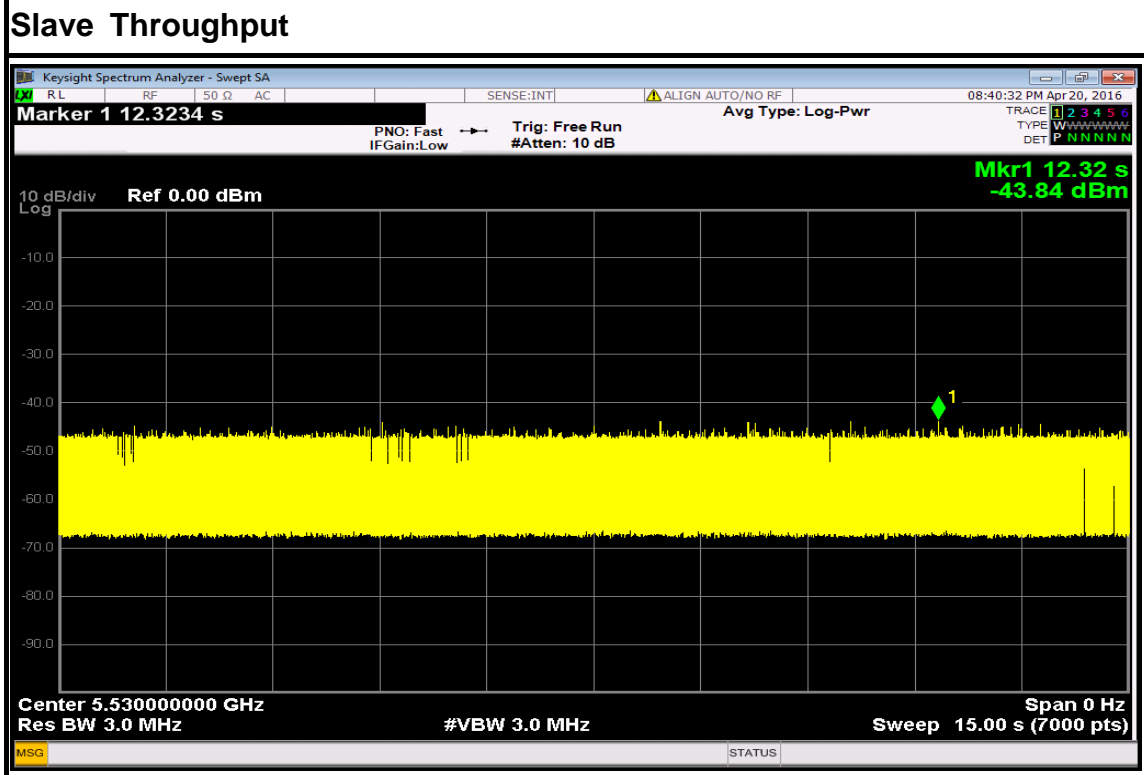 Slave Throughput
Keysight Spectrum Analyzer - Swept SA
LXI RL RF 50 Ω AC SENSE:INT ALIGN AUTO/NO RF 08:40:32 PM Apr 20, 2016
Marker 1 12.3234 s
PNO: Fast
IFGain:Low
Trig: Free Run
#Atten: 10 dB
Avg Type: Log-Pwr
TRACE 1 2 3 4 5 6
TYPE WWWWWW
DET P N N N N N
Mkr1 12.32 s
-43.84 dBm
10 dB/div Ref 0.00 dBm
Log
-10.0
-20.0
-30.0
-40.0
1
-50.0
-60.0
-70.0
-80.0
-90.0
Center 5.530000000 GHz Span 0 Hz
Res BW 3.0 MHz #VBW 3.0 MHz Sweep 15.00 s (7000 pts)
MSG STATUS